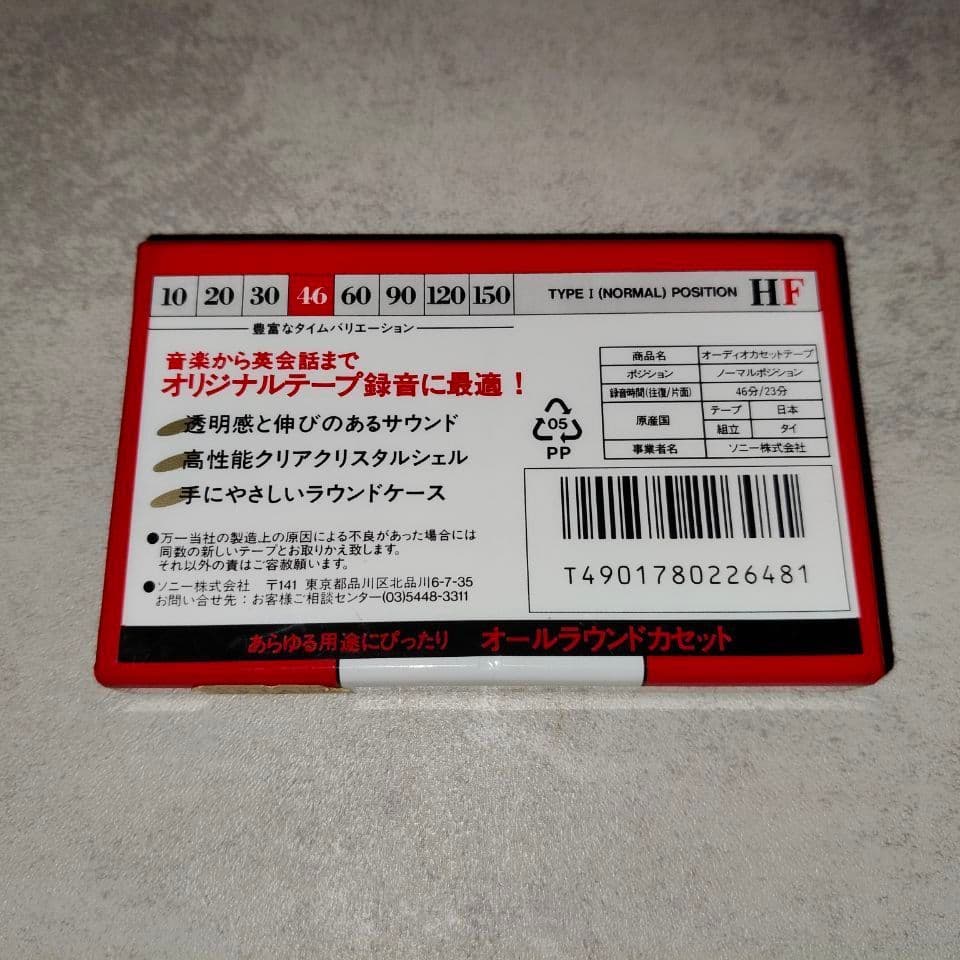 10 20 30 46 60 90 120 150 TYPE I (NORMAL) POSITION HF
豊富なタイムバリエーション
音楽から英会話まで
オリジナルテープ録音に最適！
透明感と伸びのあるサウンド
高性能クリアクリスタルシェル
手にやさしいラウンドケース
●万一当社の製造上の原因による不良があった場合には
同数の新しいテープとお取りかえ致します。
それ以外の責はご容赦願います。
●ソニー株式会社 〒141 東京都品川区北品川6-7-35
お問い合せ先：お客様ご相談センター(03)5448-3311
05
PP
商品名 オーディオカセットテープ
ポジション ノーマルポジション
録音時間(往復/片面) 46分/23分
原産国 テープ 日本
組立 タイ
事業者名 ソニー株式会社
T4901780226481
あらゆる用途にぴったり オールラウンドカセット